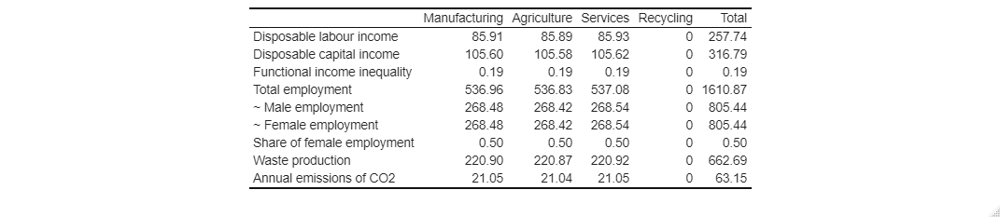 Manufacturing Agriculture Services Recycling Total
Disposable labour income 85.91 85.89 85.93 0 257.74
Disposable capital income 105.60 105.58 105.62 0 316.79
Functional income inequality 0.19 0.19 0.19 0 0.19
Total employment 536.96 536.83 537.08 0 1610.87
~ Male employment 268.48 268.42 268.54 0 805.44
~ Female employment 268.48 268.42 268.54 0 805.44
Share of female employment 0.50 0.50 0.50 0 0.50
Waste production 220.90 220.87 220.92 0 662.69
Annual emissions of CO2 21.05 21.04 21.05 0 63.15